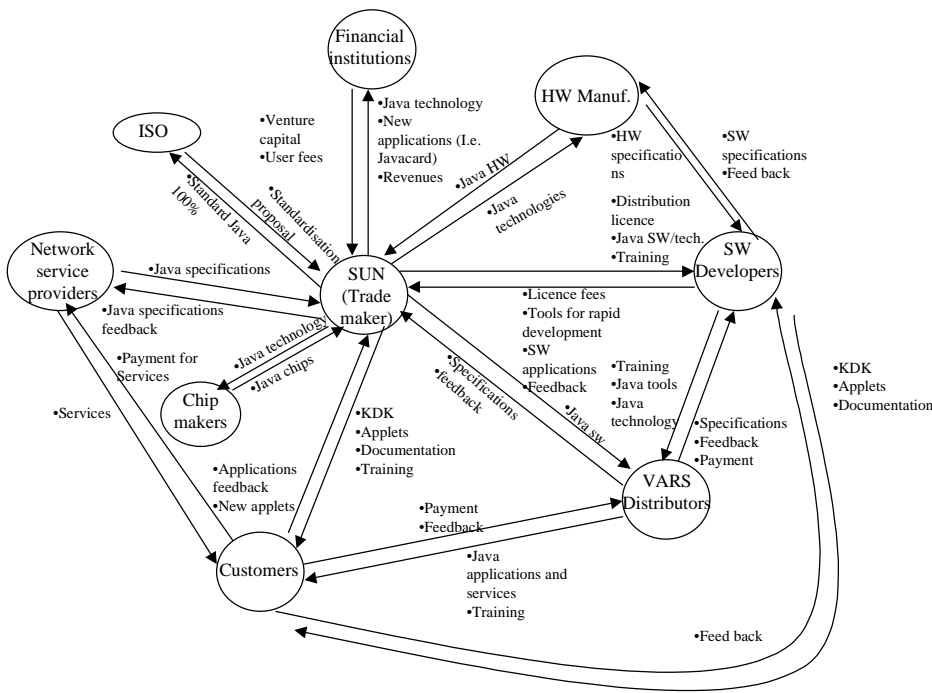 Financial
institutions
HW Manuf.
ISO
•Venture
capital
•User fees
•Java technology
•New
applications (I.e.
Javacard)
•Revenues
•Java HW
•Java
technologies
•HW
specificatio
ns
•SW
specifications
•Feed back
•Standard Java
100%
•Standardisation
proposal
•Distribution
licence
•Java SW/tech.
•Training
Network
service
providers
•Java specifications
•Java specifications
feedback
SUN
(Trade
maker)
SW
Developers
•Licence fees
•Tools for rapid
development
•SW
applications
•Feedback
•Java technology
•Java chips
•Payment for
Services
•Services
Chip
makers
•Specifications
•feedback
•Java sw
•Training
•Java tools
•Java
technology
•Specifications
•Feedback
•Payment
•KDK
•Applets
•Documentation
•KDK
•Applets
•Documentation
•Training
•Applications
feedback
•New applets
•Payment
•Feedback
VARS
Distributors
Customers
•Java
applications and
services
•Training
•Feed back